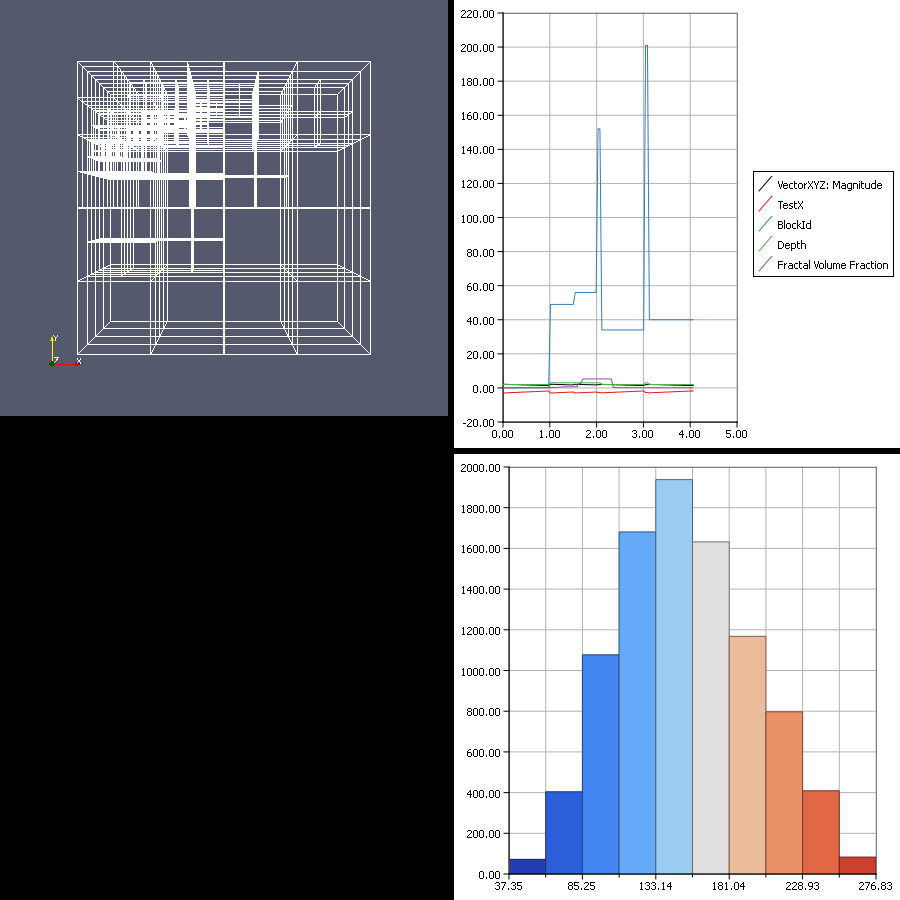 Y
Z
X
220.00
200.00
180.00
160.00
140.00
120.00
100.00
80.00
60.00
40.00
20.00
0.00
-20.00
0.00 1.00 2.00 3.00 4.00 5.00
VectorXYZ: Magnitude
TestX
BlockId
Depth
Fractal Volume Fraction
2000.00
1800.00
1600.00
1400.00
1200.00
1000.00
800.00
600.00
400.00
200.00
0.00
37.35 85.25 133.14 181.04 228.93 276.83